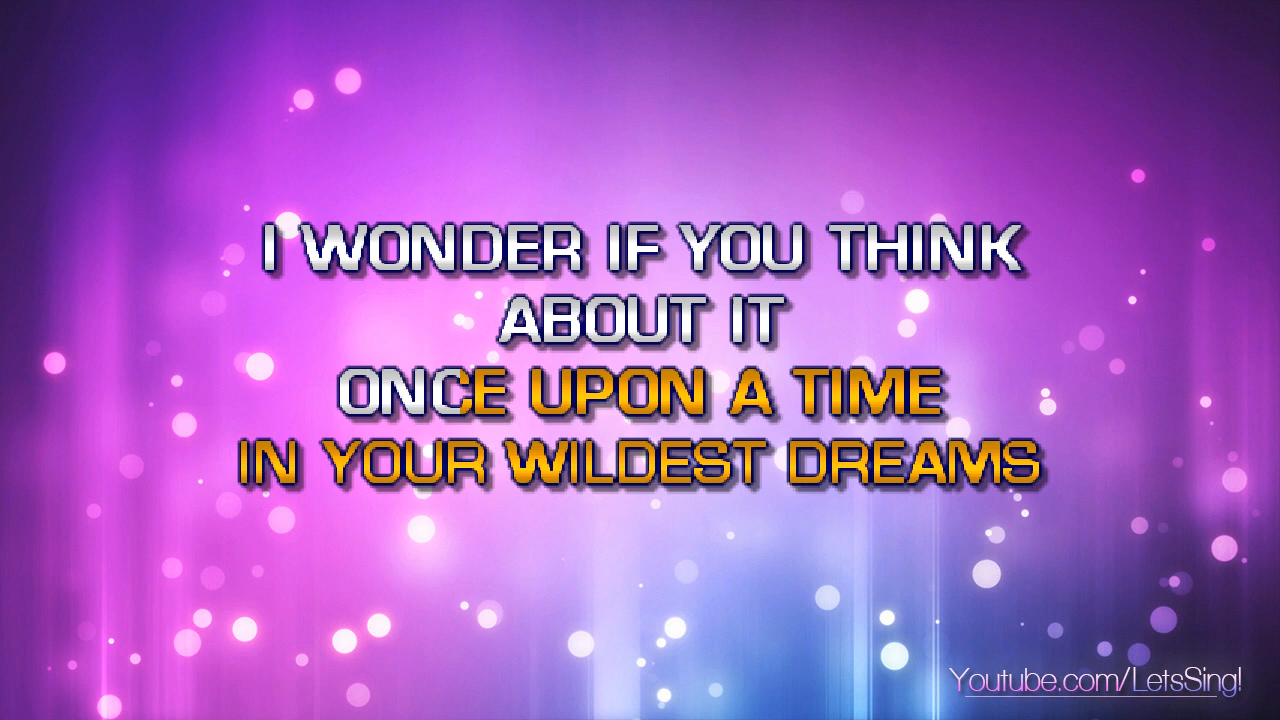 I WONDER IF YOU THINK
ABOUT IT
ONCE UPON A TIME
IN YOUR WILDEST DREAMS
Youtube.com/LetsSing!